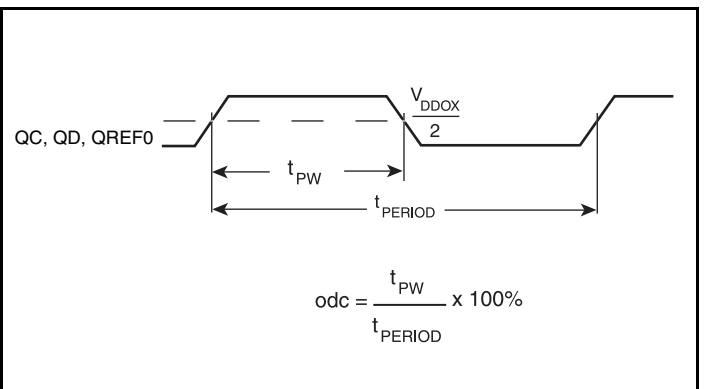 V
DDOX
2
QC, QD, QREF0
t
PW
t
PERIOD
t
PW
odc = x 100%
t
PERIOD